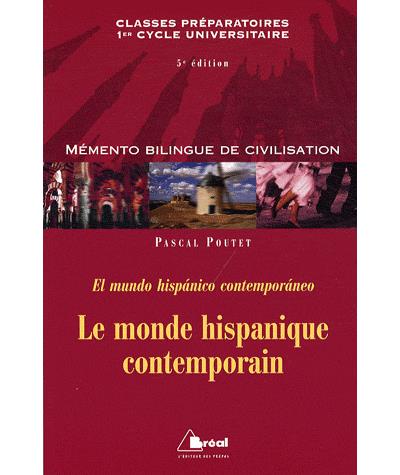 CLASSES PRÉPARATOIRES
1ER CYCLE UNIVERSITAIRE
5e édition
MÉMENTO BILINGUE DE CIVILISATION
PASCAL POUTET
El mundo hispánico contemporáneo
Le monde hispanique
contemporain
Bréal
L'ÉDITEUR DES PRÉPAS